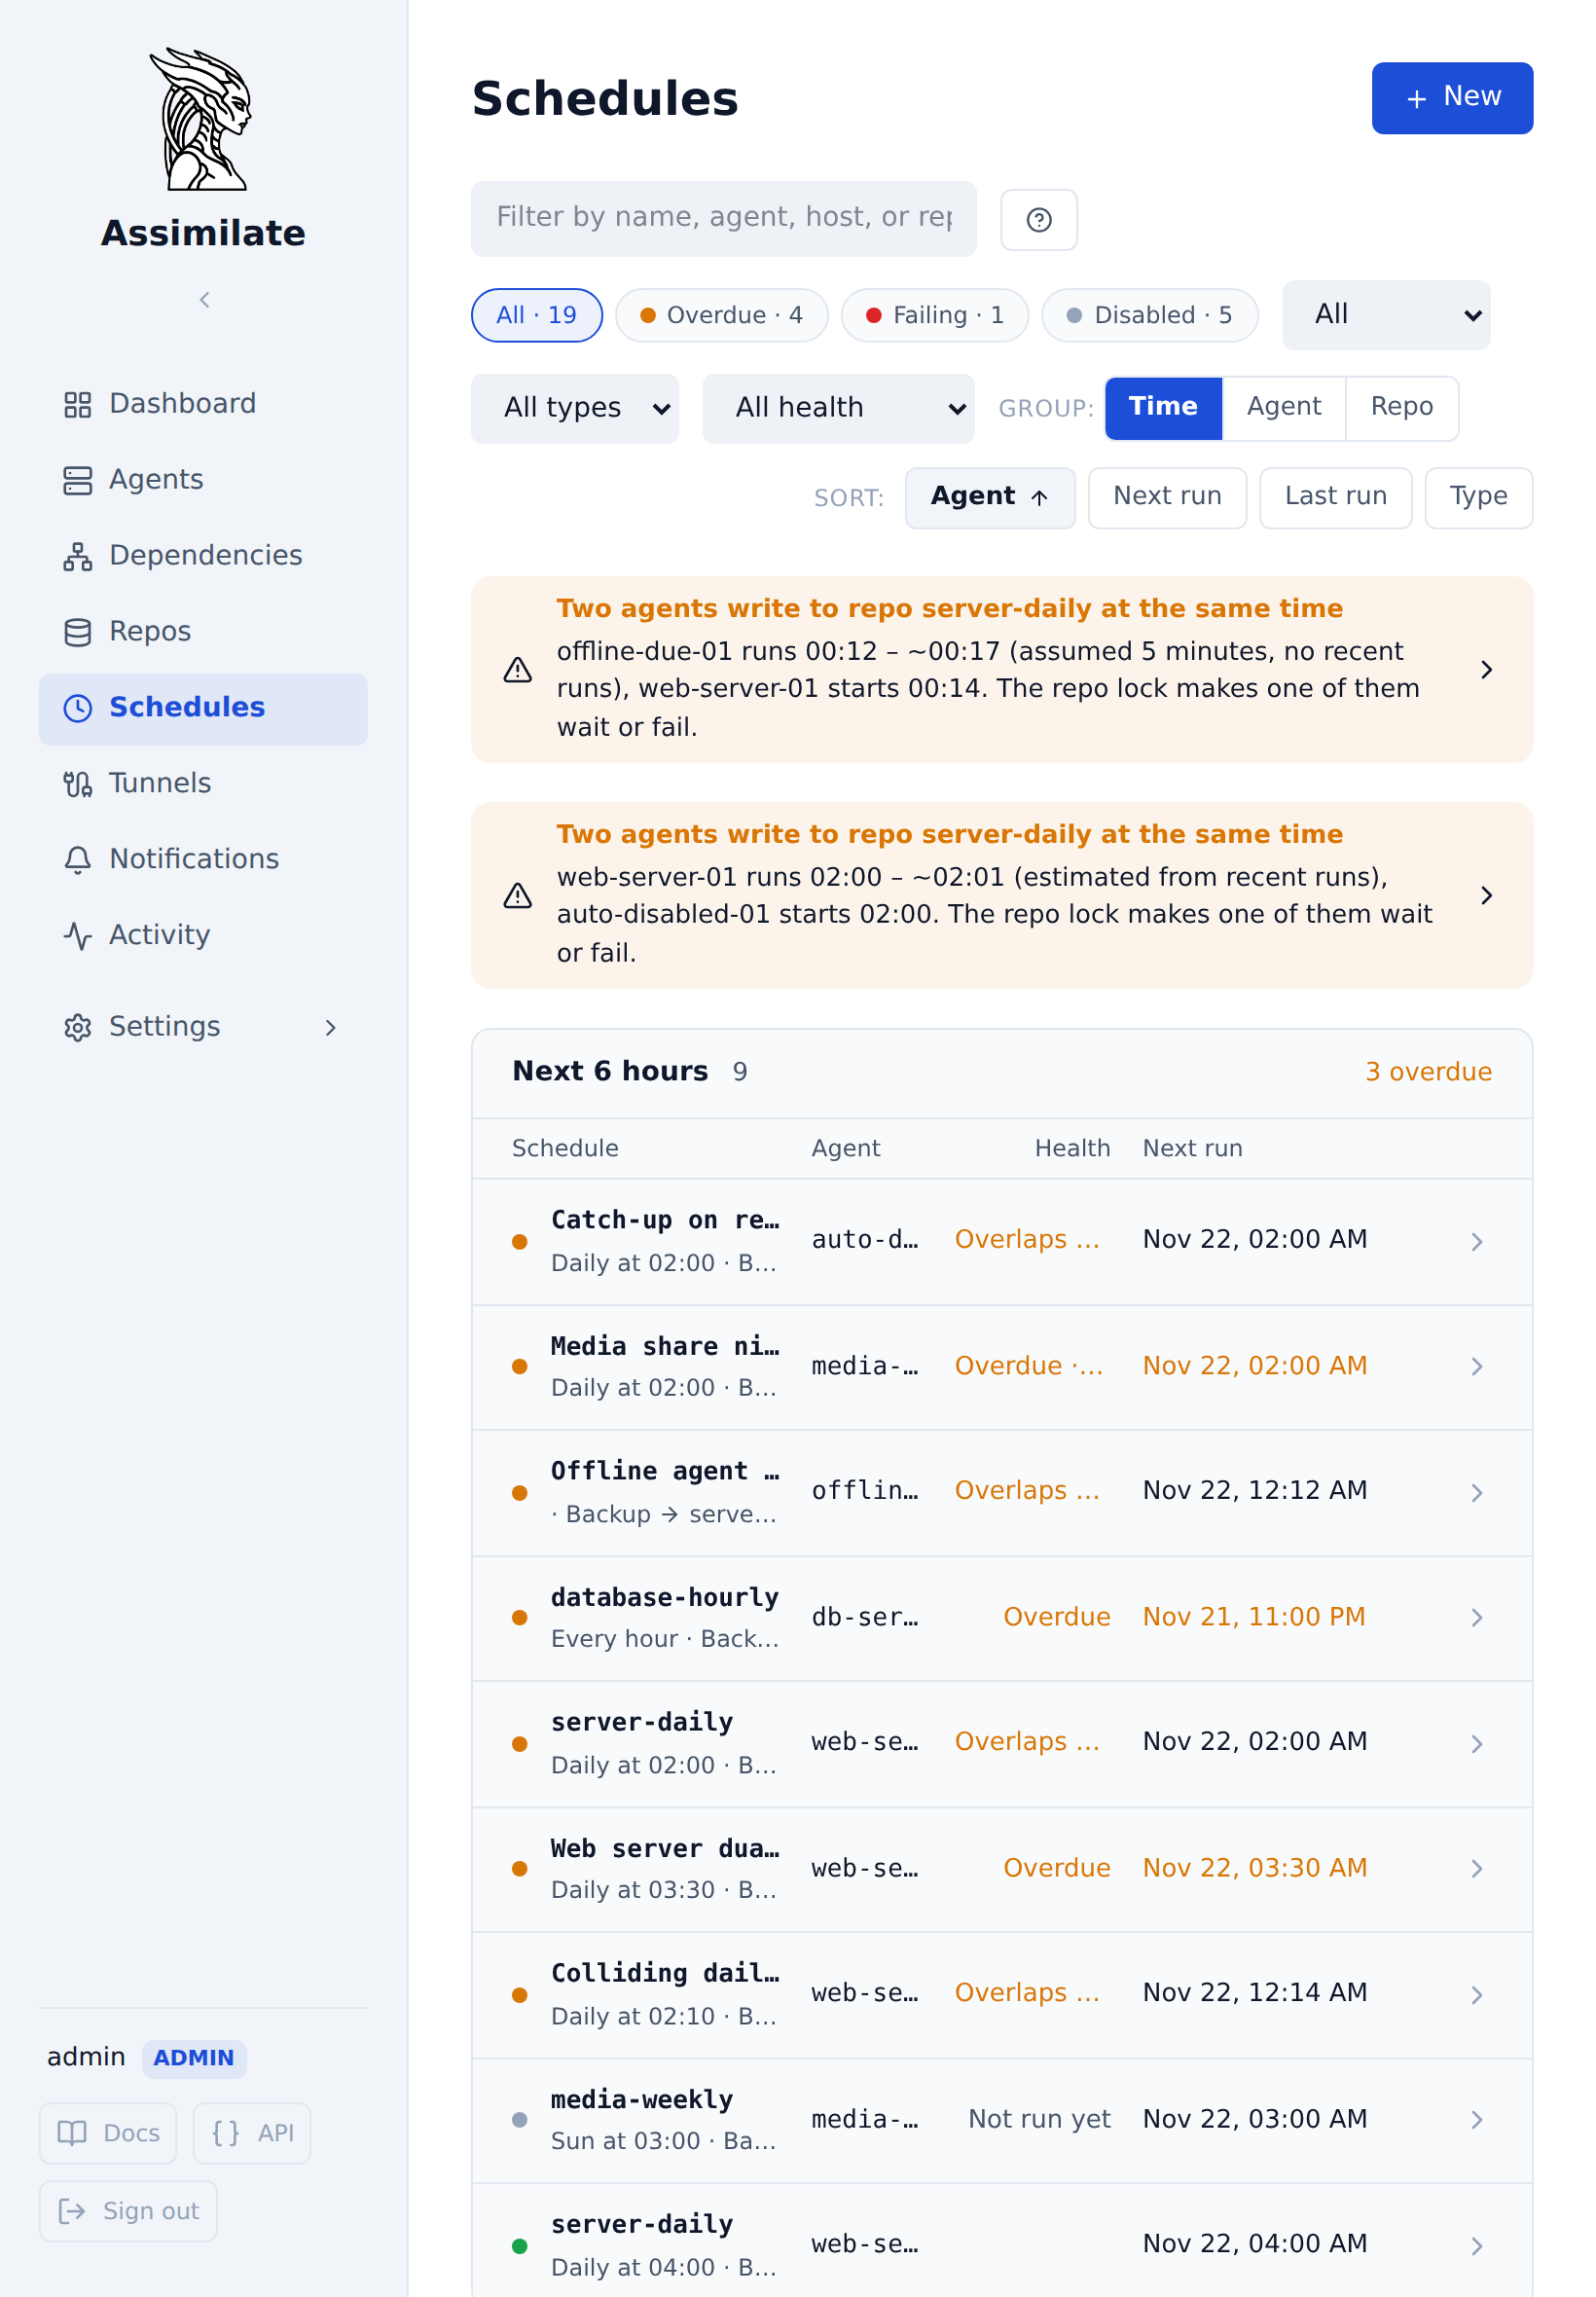 Assimilate
Dashboard
Agents
Dependencies
Repos
Schedules
Tunnels
Notifications
Activity
Settings
admin ADMIN
Docs API
Sign out
Schedules
New
Filter by name, agent, host, or rep
All · 19 Overdue · 4 Failing · 1 Disabled · 5 All
All types All health GROUP: Time Agent Repo
SORT: Agent ↑ Next run Last run Type
Two agents write to repo server-daily at the same time
offline-due-01 runs 00:12 – ~00:17 (assumed 5 minutes, no recent
runs), web-server-01 starts 00:14. The repo lock makes one of them
wait or fail.
Two agents write to repo server-daily at the same time
web-server-01 runs 02:00 – ~02:01 (estimated from recent runs),
auto-disabled-01 starts 02:00. The repo lock makes one of them wait
or fail.
Next 6 hours 9 3 overdue
Schedule Agent Health Next run
Catch-up on re… auto-d… Overlaps … Nov 22, 02:00 AM
Daily at 02:00 · B…
Media share ni… media-… Overdue ·… Nov 22, 02:00 AM
Daily at 02:00 · B…
Offline agent … offlin… Overlaps … Nov 22, 12:12 AM
· Backup → serve…
database-hourly db-ser… Overdue Nov 21, 11:00 PM
Every hour · Back…
server-daily web-se… Overlaps … Nov 22, 02:00 AM
Daily at 02:00 · B…
Web server dua… web-se… Overdue Nov 22, 03:30 AM
Daily at 03:30 · B…
Colliding dail… web-se… Overlaps … Nov 22, 12:14 AM
Daily at 02:10 · B…
media-weekly media-… Not run yet Nov 22, 03:00 AM
Sun at 03:00 · Ba…
server-daily web-se… Nov 22, 04:00 AM
Daily at 04:00 · B…